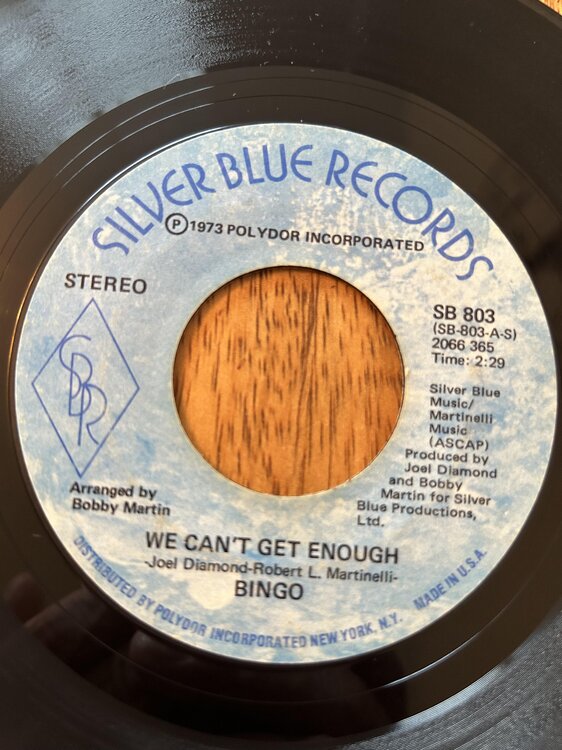 SILVER BLUE RECORDS
Ⓟ1973 POLYDOR INCORPORATED
STEREO
SBR
SB 803
(SB-803-A-S)
2066 365
Time: 2:29
Silver Blue
Music/
Martinelli
Music
(ASCAP)
Produced by
Joel Diamond
and Bobby
Martin for Silver
Blue Productions,
Ltd.
Arranged by
Bobby Martin
WE CAN'T GET ENOUGH
-Joel Diamond-Robert L. Martinelli-
BINGO
DISTRIBUTED BY POLYDOR INCORPORATED NEW YORK, N.Y. MADE IN U.S.A.